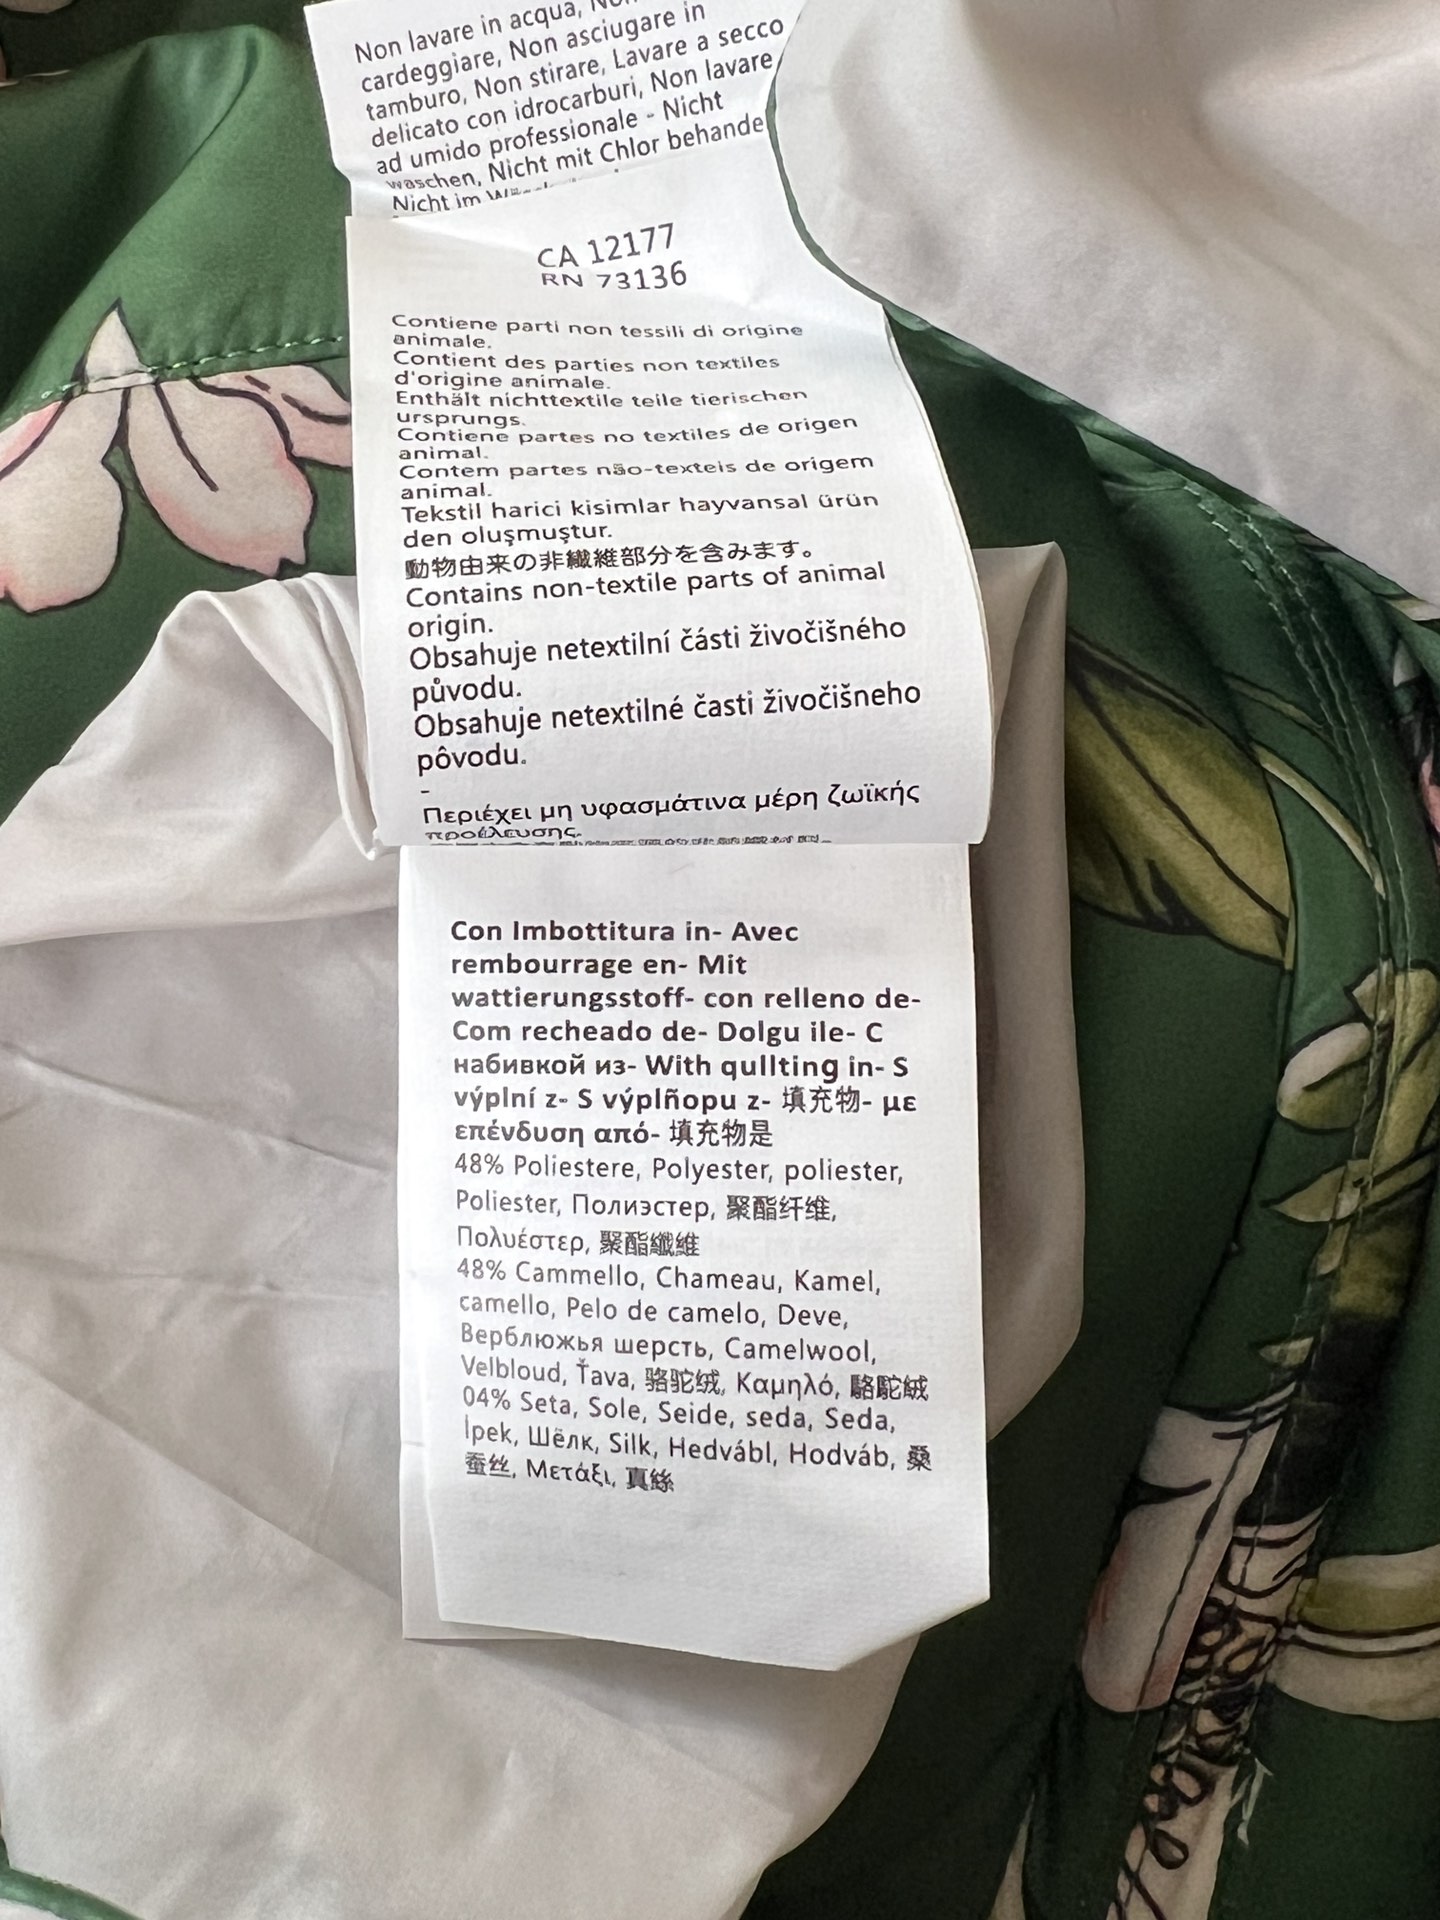 Non lavare in acqua,
cardeggiare, Non asciugare in
tamburo, Non stirare, Lavare a secco
delicato con idrocarburi, Non lavare
ad umido professionale - Nicht
waschen, Nicht mit Chlor behande
Nicht im
CA 12177
RN 73136
Contiene parti non tessili di origine
animale.
Contient des parties non textiles
d'origine animale.
Enthält nichttextile teile tierischen
ursprungs.
Contiene partes no textiles de origen
animal.
Contem partes não-texteis de origem
animal.
Tekstil harici kisimlar hayvansal ürün
den oluşmuştur.
動物由来の非繊維部分を含みます。
Contains non-textile parts of animal
origin.
Obsahuje netextilní části živočišného
původu.
Obsahuje netextilné časti živočišneho
pôvodu.
-
Περιέχει μη υφασμάτινα μέρη ζωϊκής
προέλευσης.
Con Imbottitura in- Avec
rembourrage en- Mit
wattierungsstoff- con relleno de-
Com recheado de- Dolgu ile- С
набивкой из- With qullting in- S
výplní z- S výplñopu z- 填充物- με
επένδυση από- 填充物是
48% Poliestere, Polyester, poliester,
Poliester, Полиэстер, 聚酯纤维,
Πολυέστερ, 聚酯纖維
48% Cammello, Chameau, Kamel,
camello, Pelo de camelo, Deve,
Верблюжья шерсть, Camelwool,
Velbloud, Ťava, 骆驼绒, Καμηλό, 駱駝絨
04% Seta, Sole, Seide, seda, Seda,
İpek, Шёлк, Silk, Hedvábl, Hodváb, 桑
蚕丝, Μετάξι, 真絲